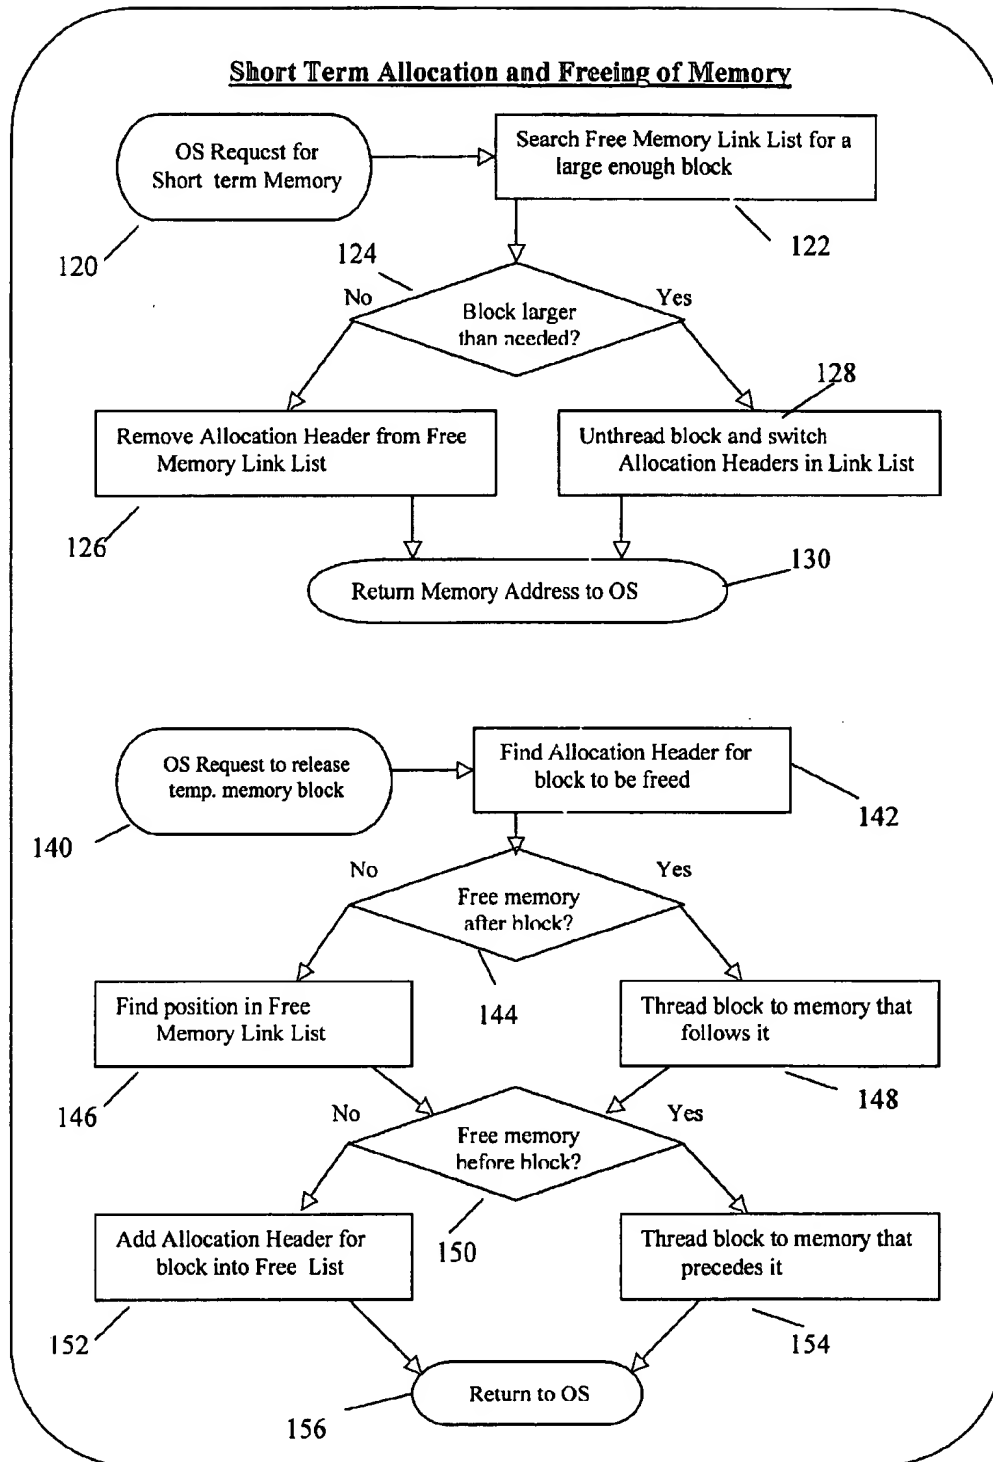 Short Term Allocation and Freeing of Memory
OS Request for
Short term Memory
Search Free Memory Link List for a
large enough block
120
122
124
No
Yes
Block larger
than needed?
128
Remove Allocation Header from Free
Memory Link List
Unthread block and switch
Allocation Headers in Link List
126
130
Return Memory Address to OS
OS Request to release
temp. memory block
Find Allocation Header for
block to be freed
140
142
No
Yes
Free memory
after block?
144
Find position in Free
Memory Link List
Thread block to memory that
follows it
146
148
No
Yes
Free memory
before block?
150
Add Allocation Header for
block into Free List
Thread block to memory that
precedes it
152
154
Return to OS
156